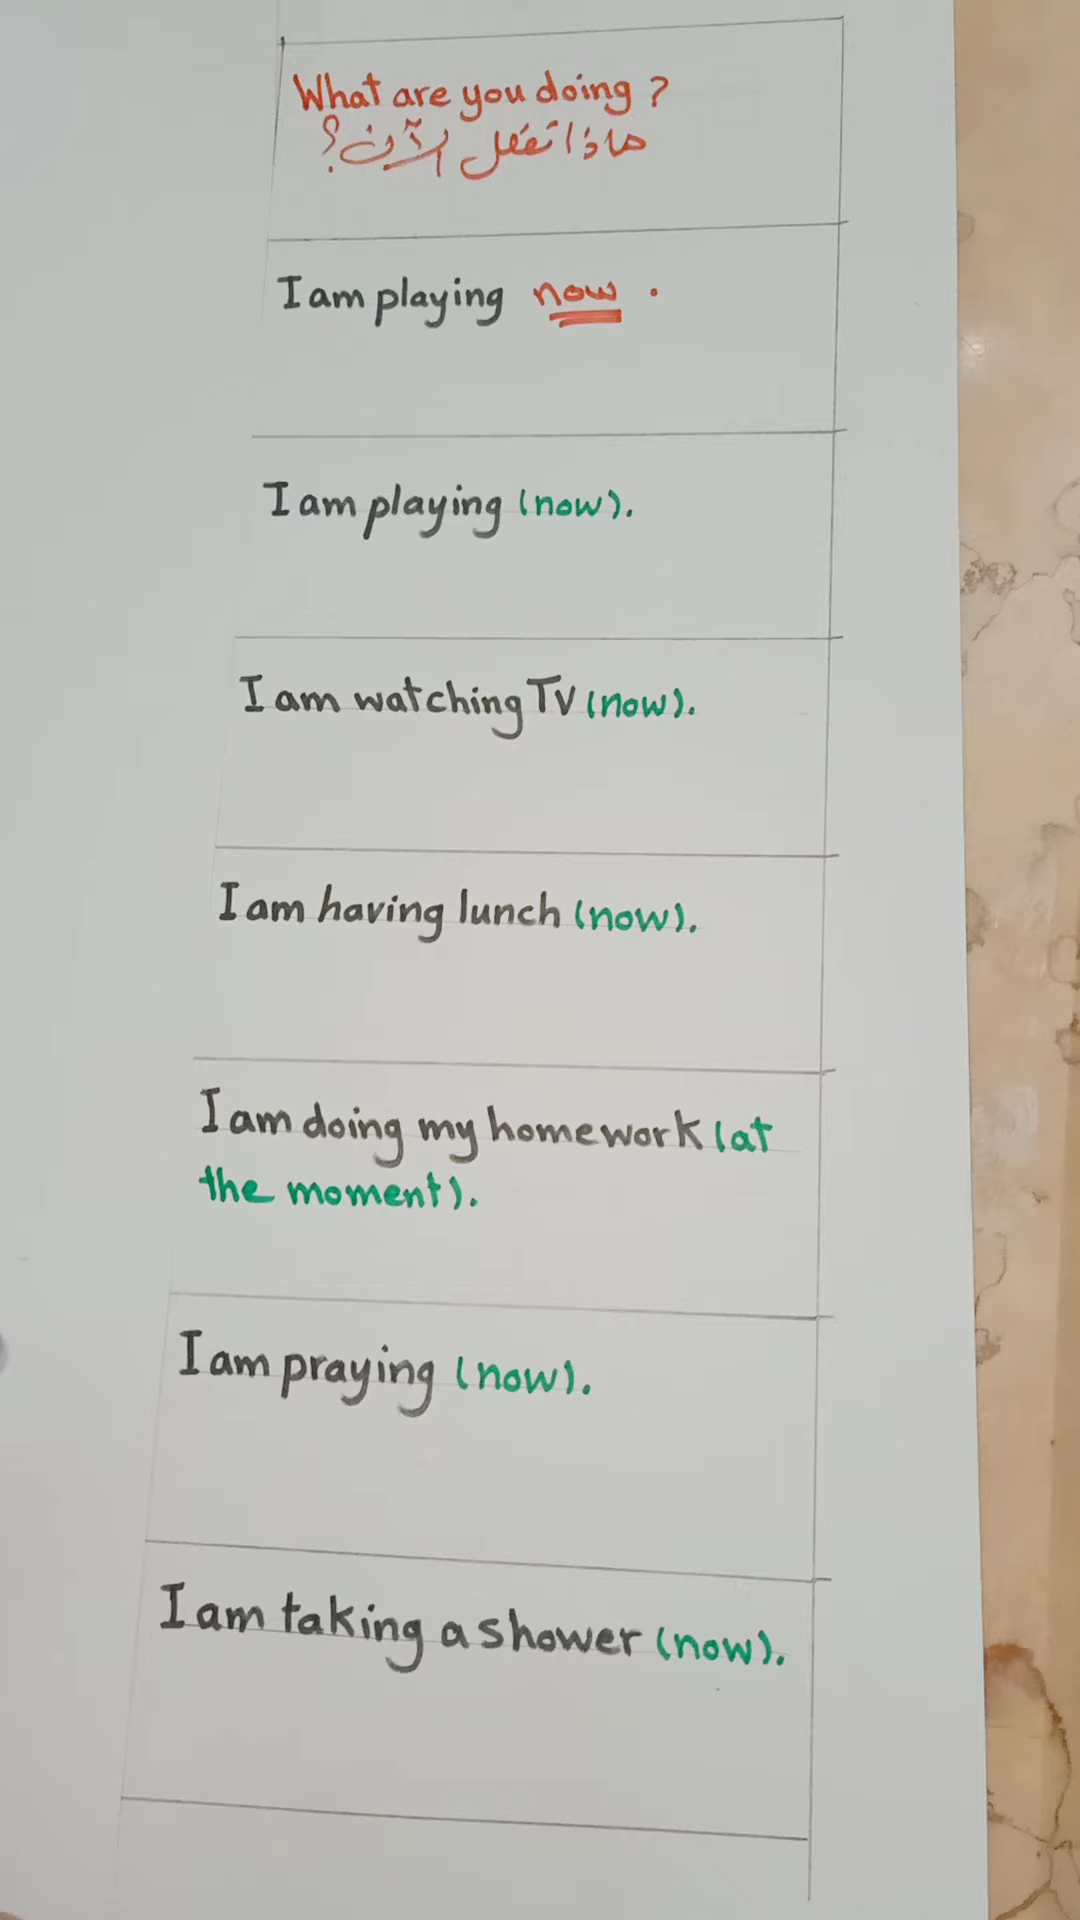 What are you doing ?
ماذا تفعل الآن؟
I am playing now .
I am playing (now).
I am watching TV (now).
I am having lunch (now).
I am doing my homework (at
the moment).
I am praying (now).
I am taking a shower (now).